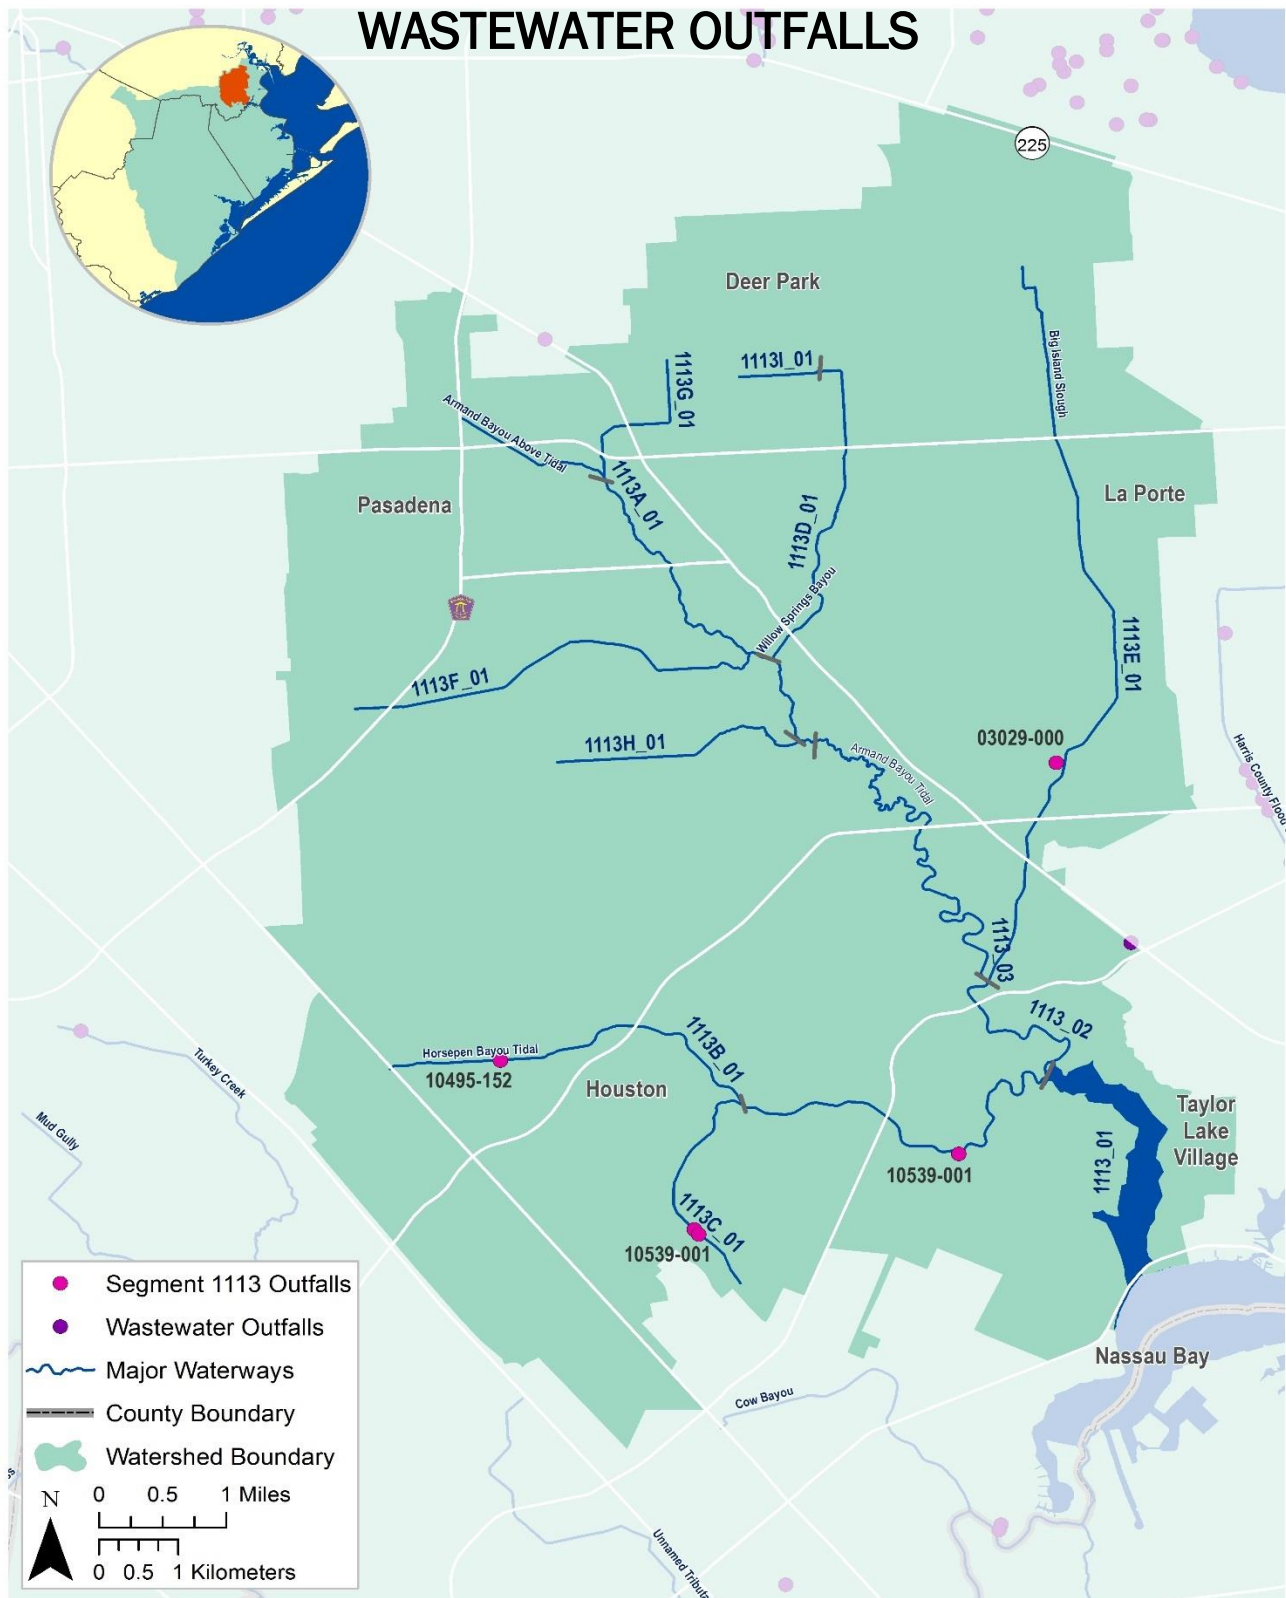 WASTEWATER OUTFALLS
225
Deer Park
Big Island Slough
1113I_01
1113G_01
Armand Bayou Above Tidal
1113A_01
Pasadena
La Porte
1113D_01
Willow Springs Bayou
1113E_01
1113F_01
1113H_01
03029-000
Armand Bayou Tidal
Harris County Flood
1113_03
1113_02
1113B_01
Horsepen Bayou Tidal
10495-152
Houston
Turkey Creek
Mud Gully
Taylor
Lake
Village
1113_01
10539-001
1113C_01
10539-001
Nassau Bay
Cow Bayou
Unnamed Tributa
Segment 1113 Outfalls
Wastewater Outfalls
Major Waterways
County Boundary
Watershed Boundary
N
0 0.5 1 Miles
0 0.5 1 Kilometers